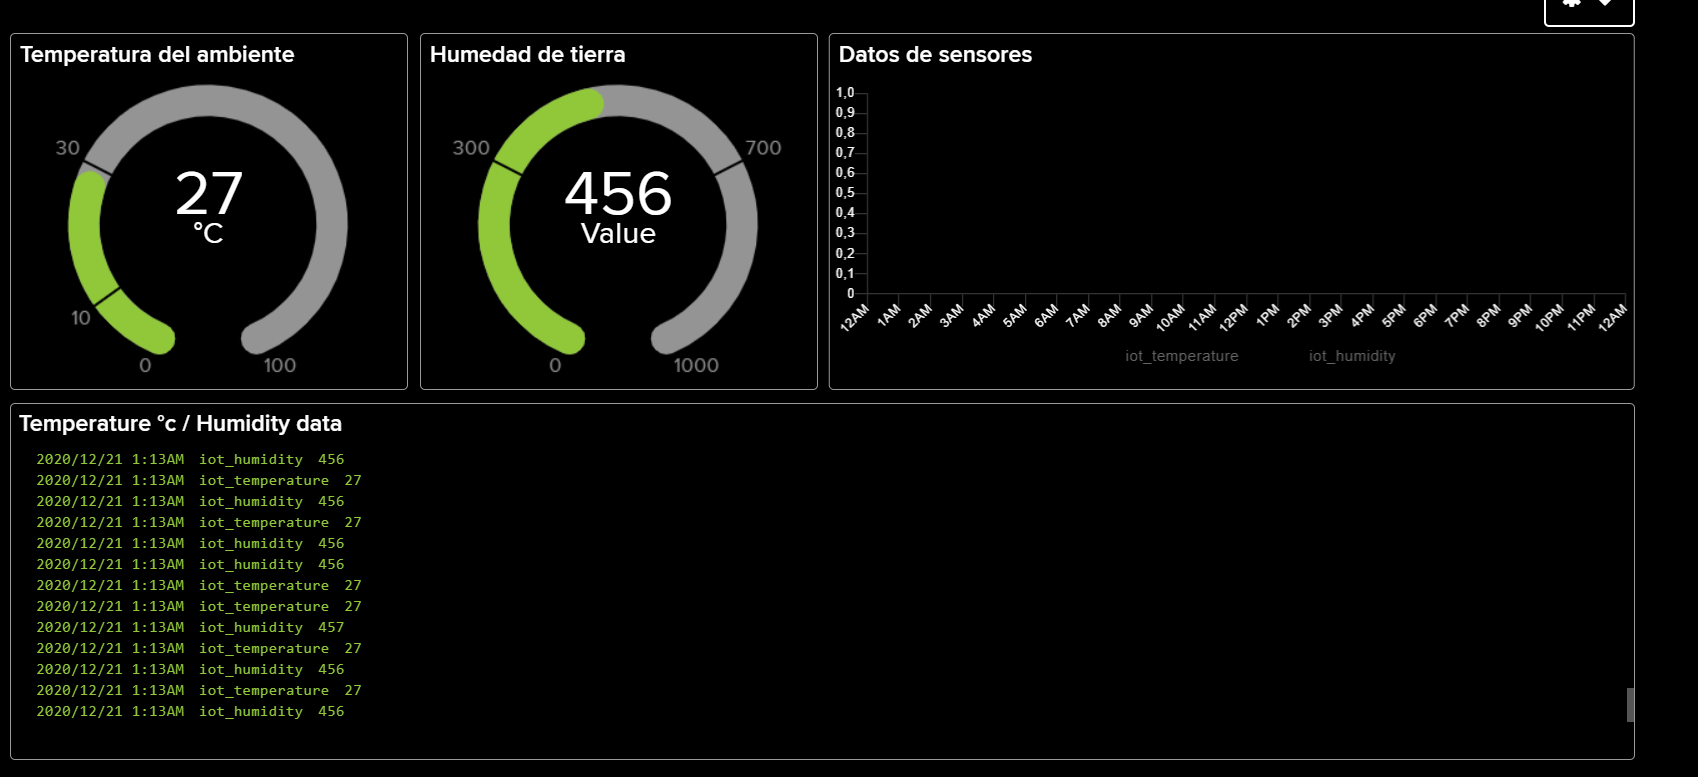 Temperatura del ambiente
30
27
°C
10
0
100
Humedad de tierra
300
700
456
Value
0
1000
Datos de sensores
1,0
0,9
0,8
0,7
0,6
0,5
0,4
0,3
0,2
0,1
0
12AM 1AM 2AM 3AM 4AM 5AM 6AM 7AM 8AM 9AM 10AM 11AM 12PM 1PM 2PM 3PM 4PM 5PM 6PM 7PM 8PM 9PM 10PM 11PM 12AM
iot_temperature iot_humidity
Temperature °c / Humidity data
2020/12/21 1:13AM iot_humidity 456
2020/12/21 1:13AM iot_temperature 27
2020/12/21 1:13AM iot_humidity 456
2020/12/21 1:13AM iot_temperature 27
2020/12/21 1:13AM iot_humidity 456
2020/12/21 1:13AM iot_humidity 456
2020/12/21 1:13AM iot_temperature 27
2020/12/21 1:13AM iot_temperature 27
2020/12/21 1:13AM iot_humidity 457
2020/12/21 1:13AM iot_temperature 27
2020/12/21 1:13AM iot_humidity 456
2020/12/21 1:13AM iot_temperature 27
2020/12/21 1:13AM iot_humidity 456